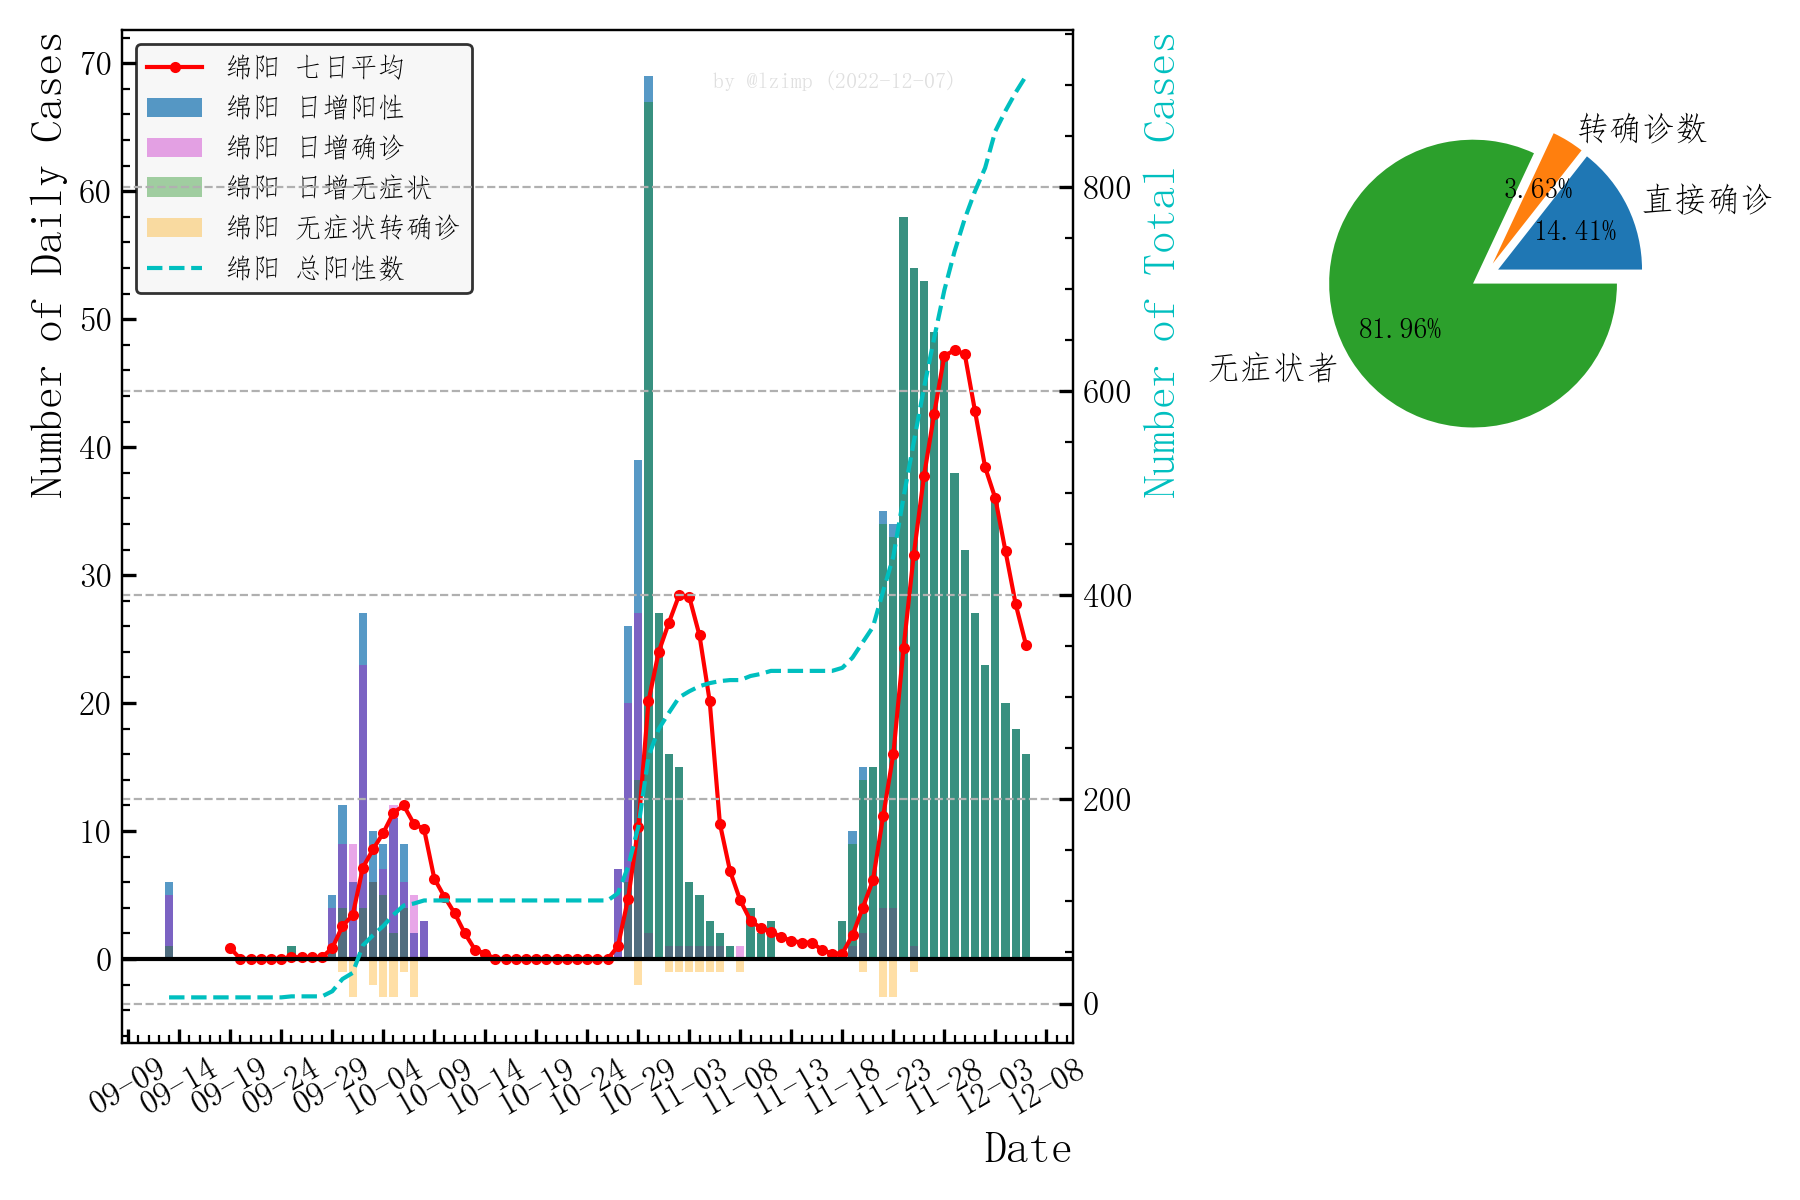 Number of Daily Cases
70
60
50
40
30
20
10
0
绵阳 七日平均
绵阳 日增阳性
绵阳 日增确诊
绵阳 日增无症状
绵阳 无症状转确诊
绵阳 总阳性数
by @lzimp (2022-12-07)
800
600
400
200
0
Number of Total Cases
09-09
09-14
09-19
09-24
09-29
10-04
10-09
10-14
10-19
10-24
10-29
11-03
11-08
11-13
11-18
11-23
11-28
12-03
12-08
Date
转确诊数
3.63%
直接确诊
14.41%
81.96%
无症状者